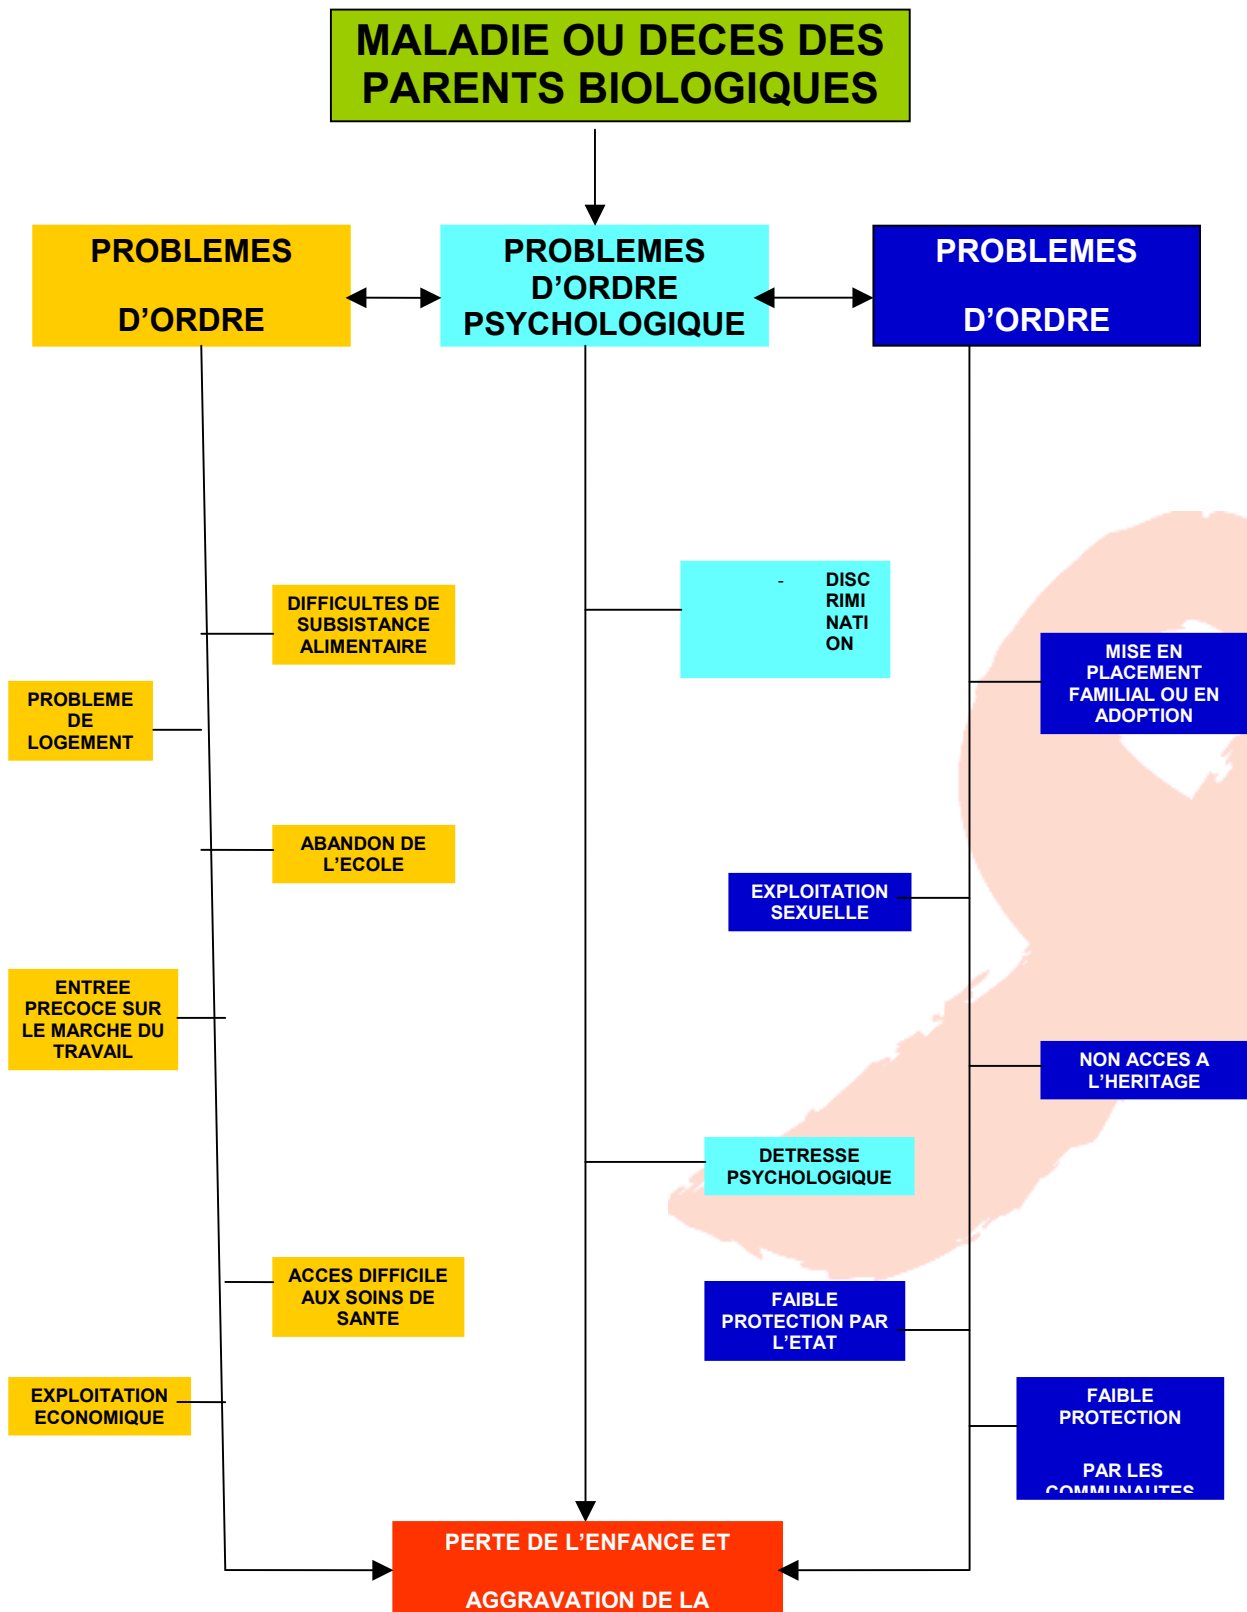 MALADIE OU DECES DES
PARENTS BIOLOGIQUES
PROBLEMES
D'ORDRE
PROBLEMES
D'ORDRE
PSYCHOLOGIQUE
PROBLEMES
D'ORDRE
DIFFICULTES DE
SUBSISTANCE
ALIMENTAIRE
- DISC
RIMI
NATI
ON
MISE EN
PLACEMENT
FAMILIAL OU EN
ADOPTION
PROBLEME
DE
LOGEMENT
ABANDON DE
L'ECOLE
EXPLOITATION
SEXUELLE
ENTREE
PRECOCE SUR
LE MARCHE DU
TRAVAIL
NON ACCES A
L'HERITAGE
DETRESSE
PSYCHOLOGIQUE
ACCES DIFFICILE
AUX SOINS DE
SANTE
FAIBLE
PROTECTION PAR
L'ETAT
EXPLOITATION
ECONOMIQUE
FAIBLE
PROTECTION
PAR LES
COMMUNAUTES
PERTE DE L'ENFANCE ET
AGGRAVATION DE LA